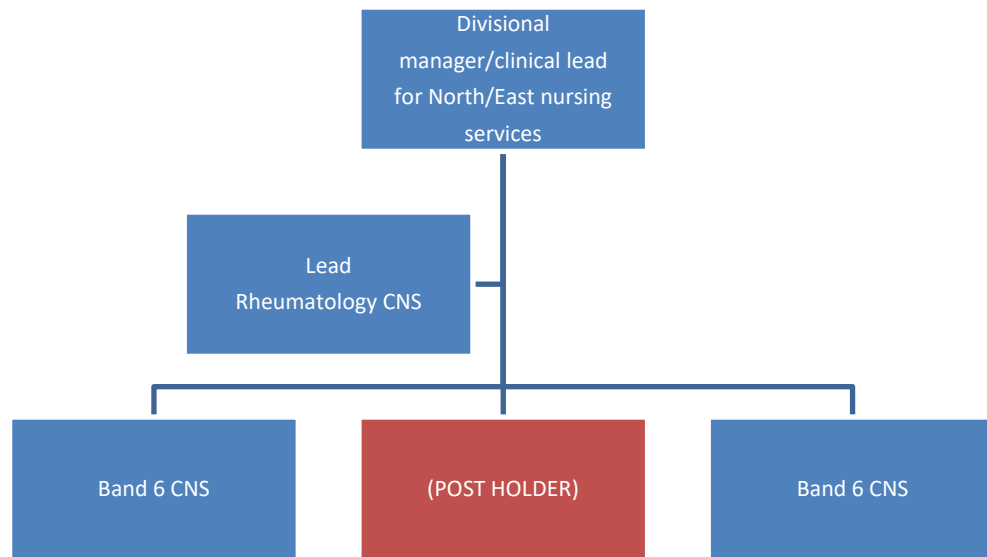 Divisional
manager/clinical lead
for North/East nursing
services
Lead
Rheumatology CNS
Band 6 CNS
(POST HOLDER)
Band 6 CNS